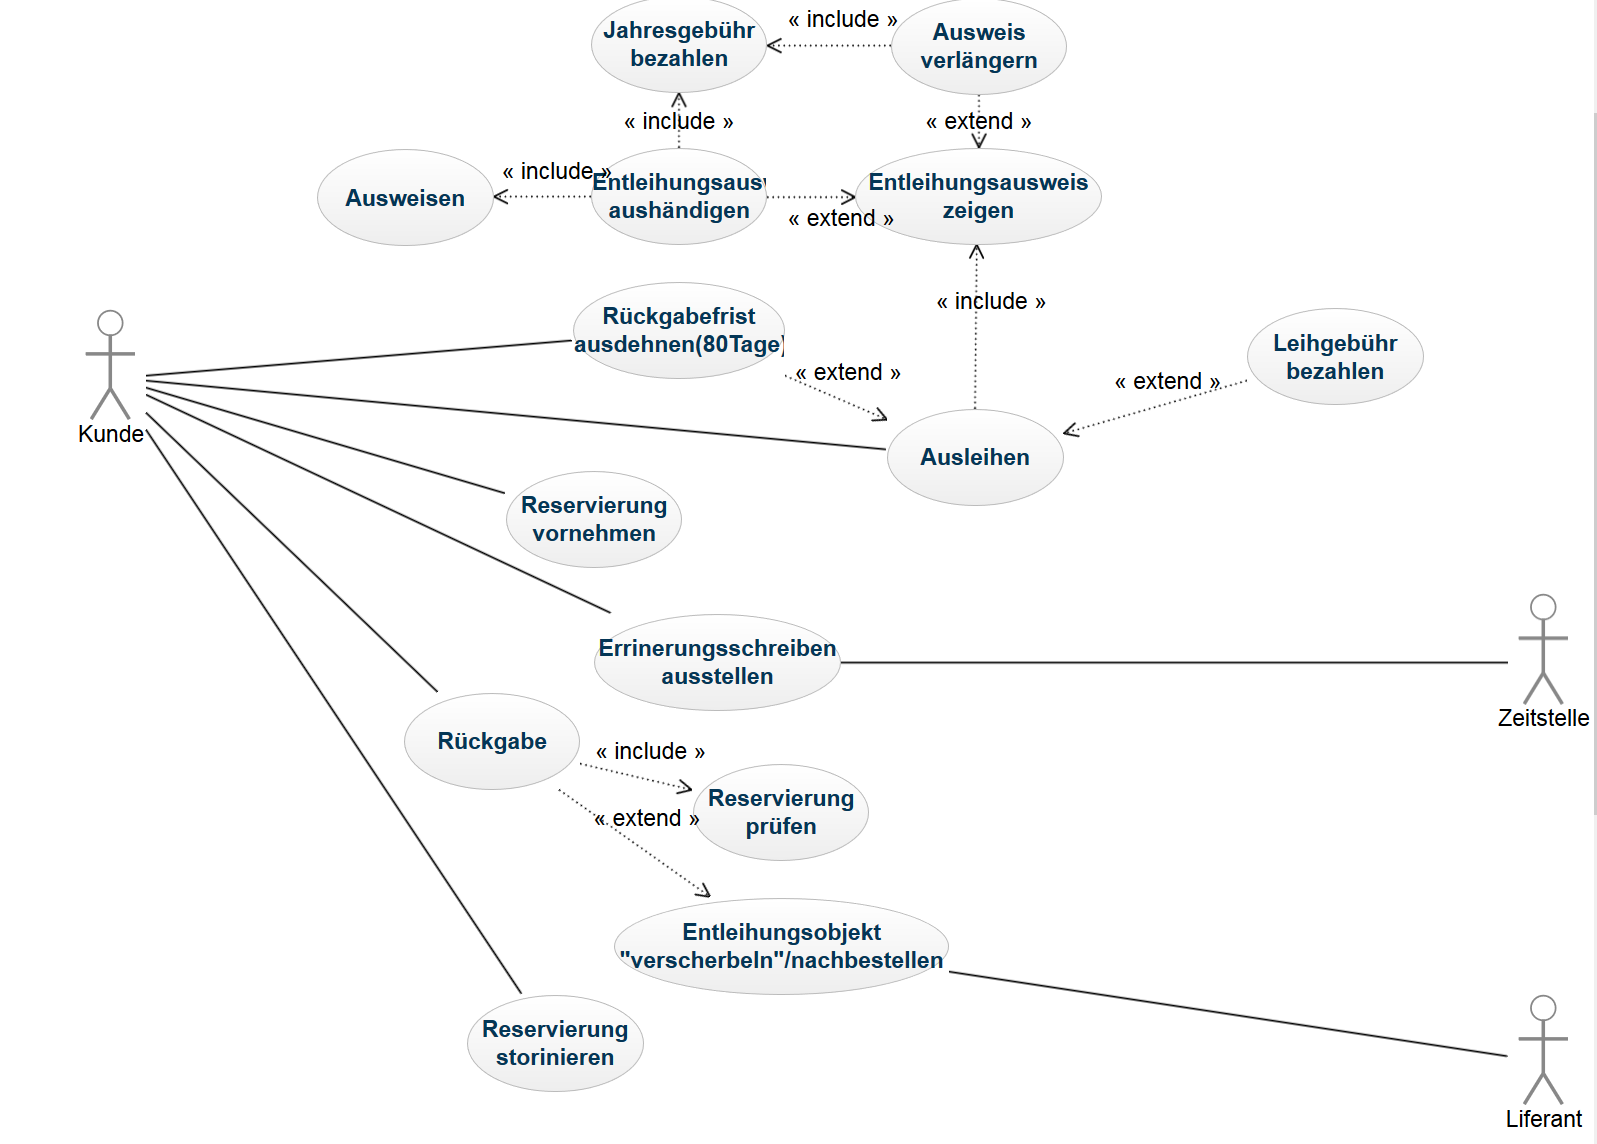 Jahresgebühr
bezahlen
« include »
Ausweis
verlängern
« include »
« extend »
Ausweisen
« include »
Entleihungsausv
aushändigen
« extend »
Entleihungsausweis
zeigen
« include »
Rückgabefrist
ausdehnen(80Tage)
« extend »
Leihgebühr
bezahlen
« extend »
Kunde
Ausleihen
Reservierung
vornehmen
Errinerungsschreiben
ausstellen
Zeitstelle
Rückgabe
« include »
Reservierung
prüfen
« extend »
Entleihungsobjekt
"verscherbeln"/nachbestellen
Reservierung
storinieren
Liferant